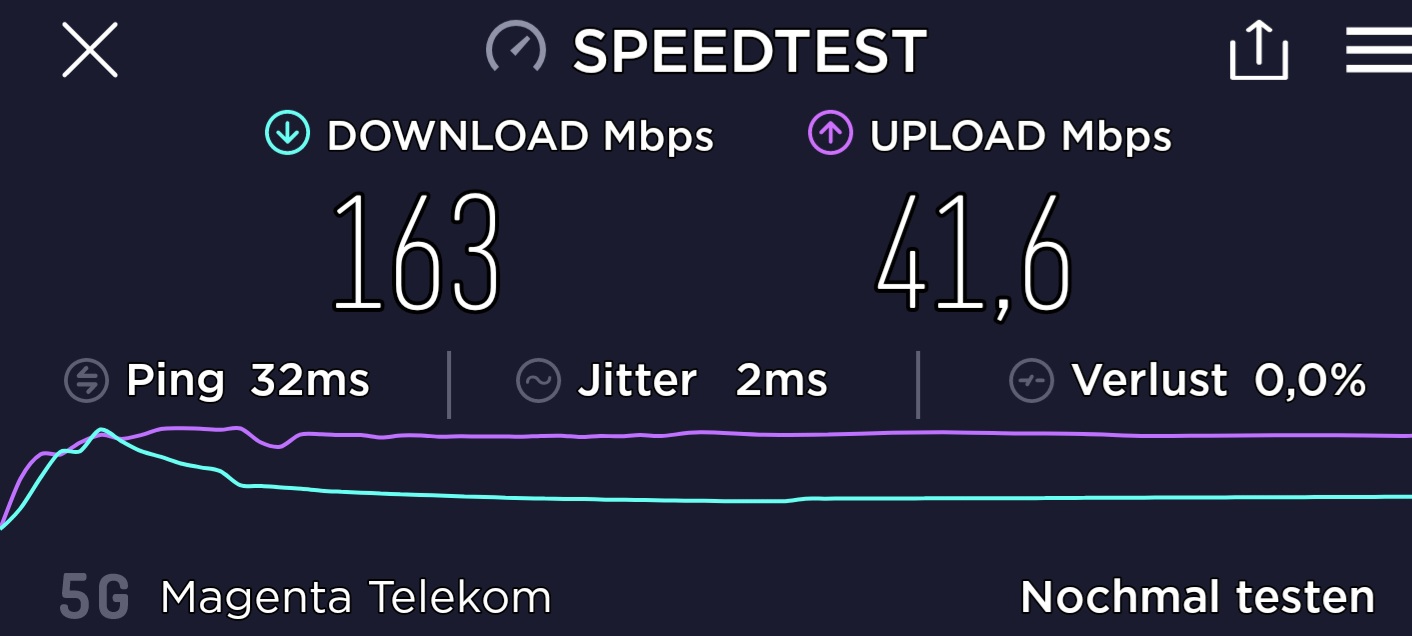 SPEEDTEST
DOWNLOAD Mbps UPLOAD Mbps
163 41,6
Ping 32ms Jitter 2ms Verlust 0,0%
5G Magenta Telekom Nochmal testen